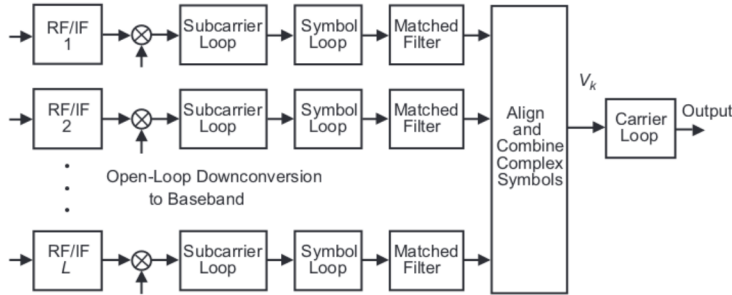 RF/IF
1
Subcarrier
Loop
Symbol
Loop
Matched
Filter
RF/IF
2
Subcarrier
Loop
Symbol
Loop
Matched
Filter
Open-Loop Downconversion
to Baseband
RF/IF
L
Subcarrier
Loop
Symbol
Loop
Matched
Filter
Align
and
Combine
Complex
Symbols
Vk
Carrier
Loop
Output